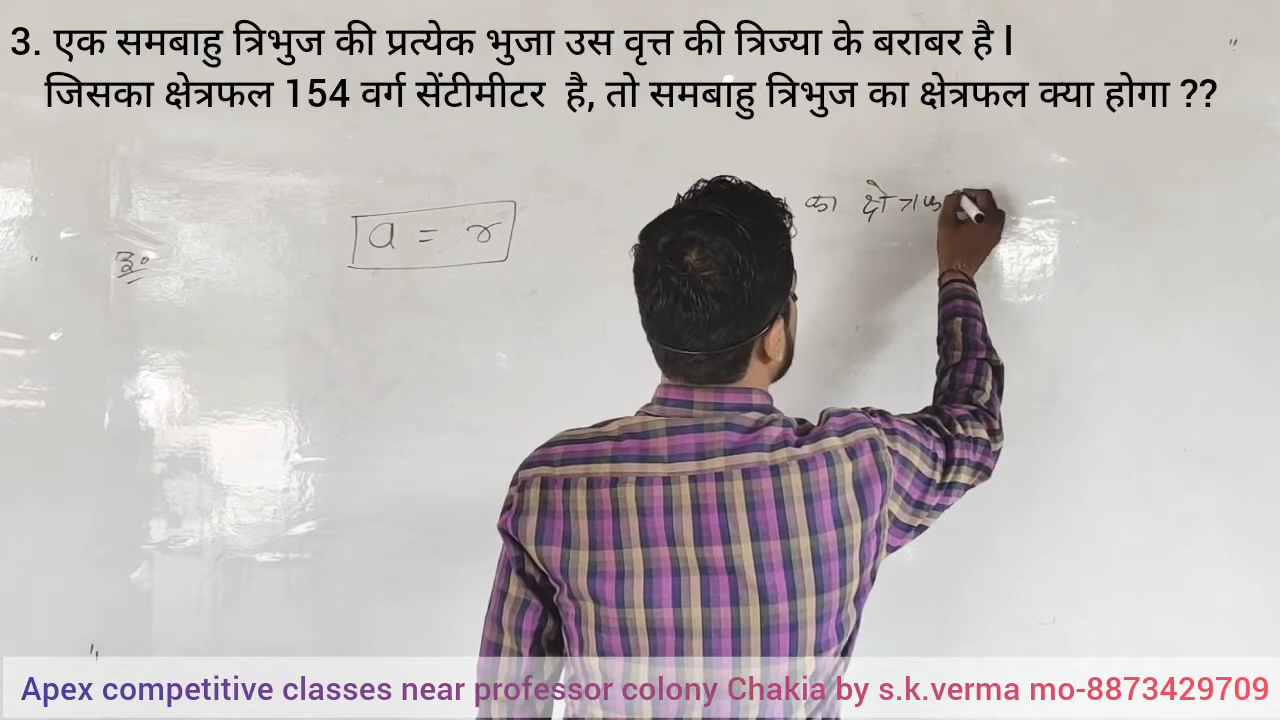 3. एक समबाहु त्रिभुज की प्रत्येक भुजा उस वृत्त की त्रिज्या के बराबर है l
जिसका क्षेत्रफल 154 वर्ग सेंटीमीटर है, तो समबाहु त्रिभुज का क्षेत्रफल क्या होगा ??
का क्षेत्रफ
a = r
3.
Apex competitive classes near professor colony Chakia by s.k.verma mo-8873429709